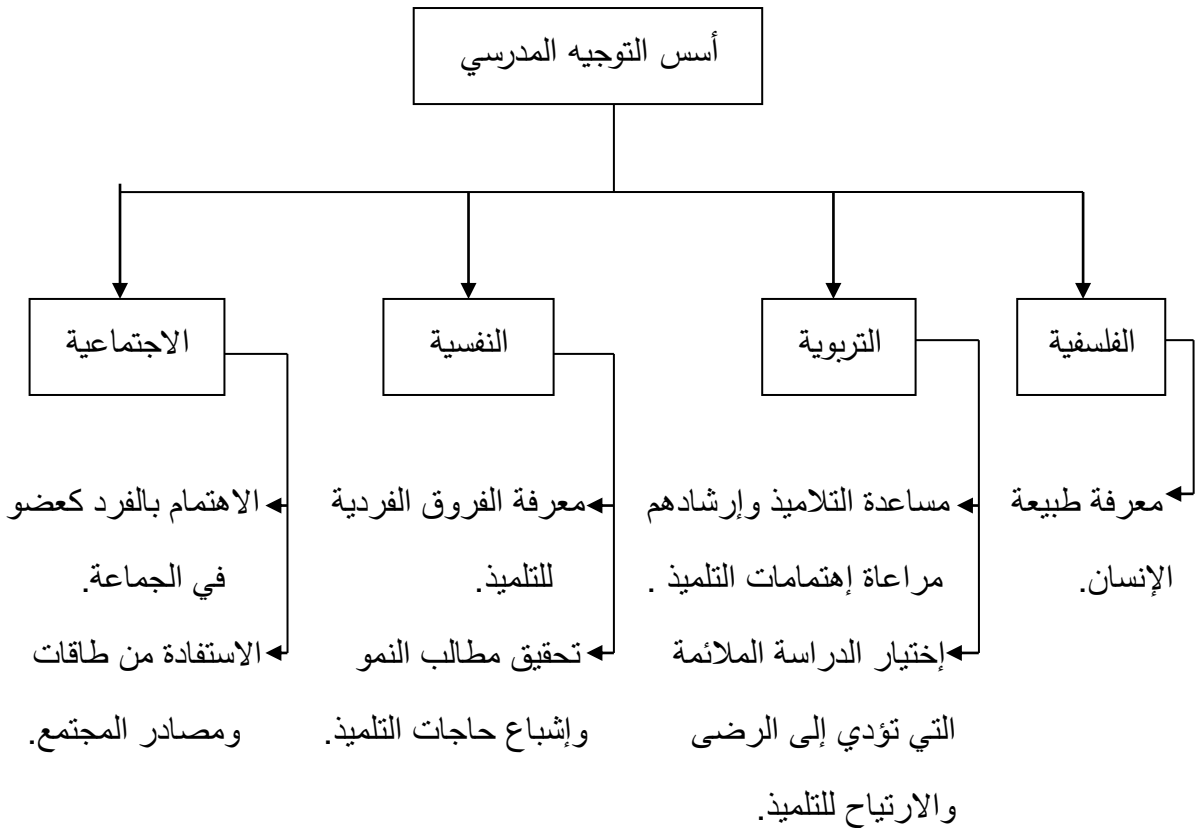 أسس التوجيه المدرسي
الفلسفية
التربوية
النفسية
الاجتماعية
معرفة طبيعة
الإنسان.
مساعدة التلاميذ وإرشادهم
مراعاة إهتمامات التلميذ .
إختيار الدراسة الملائمة
التي تؤدي إلى الرضى
والارتياح للتلميذ.
معرفة الفروق الفردية
للتلميذ.
تحقيق مطالب النمو
وإشباع حاجات التلميذ.
الاهتمام بالفرد كعضو
في الجماعة.
الاستفادة من طاقات
ومصادر المجتمع.